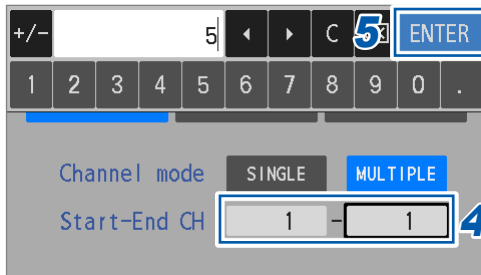 +/- 5 C 5 ENTER
1 2 3 4 5 6 7 8 9 0 .
Channel mode SINGLE MULTIPLE
Start-End CH 1 - 1 4